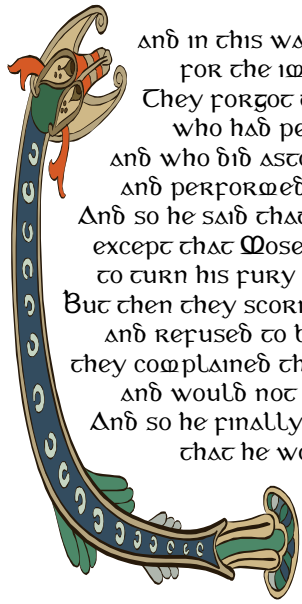 and in this wa
for the im
They forgot
who had pe
and who did asto
and performed
And so he said that
except that Mose
to turn his fury
But then they scorn
and refused to b
they complained th
and would not
And so he finally
that he wo